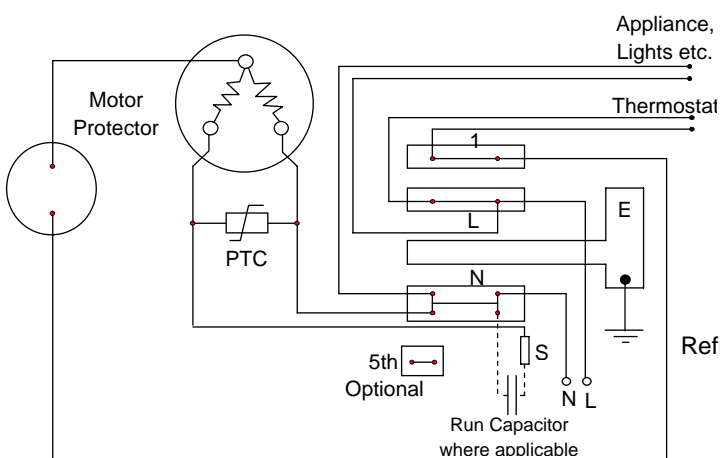 Appliance,
Lights etc.
Motor
Protector
Thermostat
1
L
E
PTC
N
5th
Optional
S
N L
Ref
Run Capacitor
where applicable